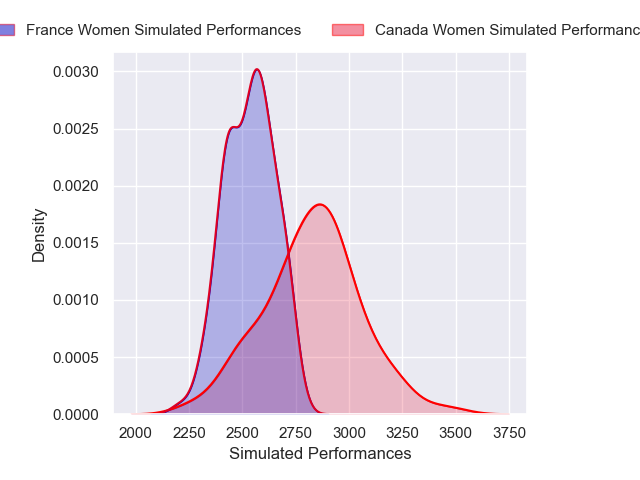 France Women Simulated Performances
Canada Women Simulated Performanc
0.0030
0.0025
0.0020
0.0015
0.0010
0.0005
0.0000
Density
2000 2250 2500 2750 3000 3250 3500 3750
Simulated Performances